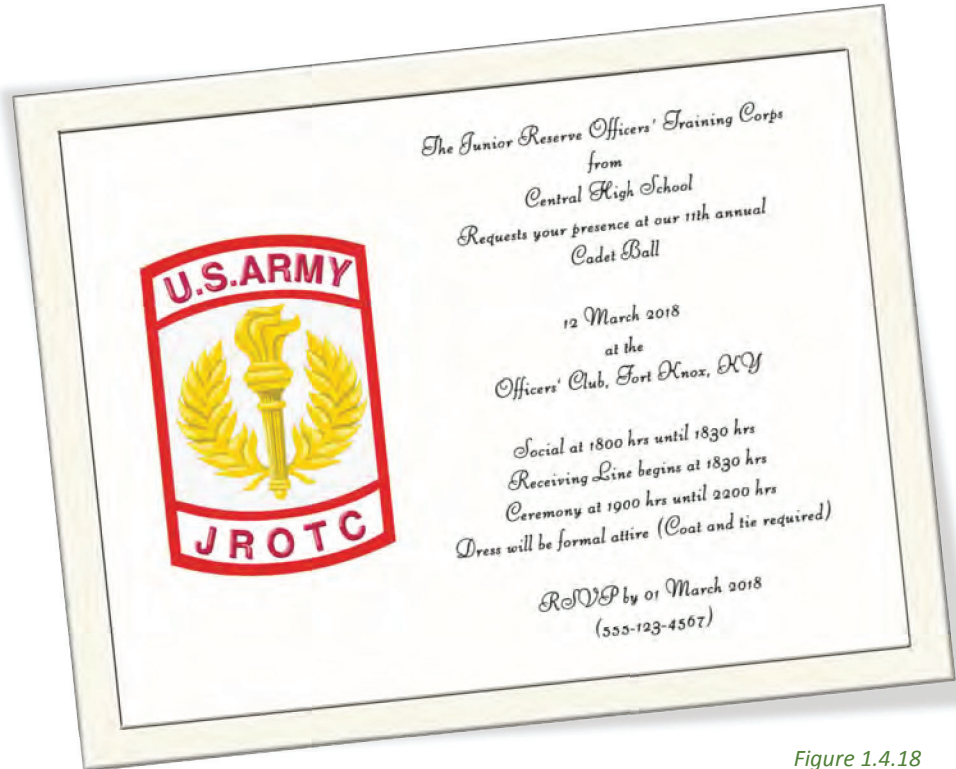 U.S.ARMY
JROTC
The Junior Reserve Officers' Training Corps
from
Central High School
Requests your presence at our 11th annual
Cadet Ball
12 March 2018
at the
Officers' Club, Fort Knox, KY
Social at 1800 hrs until 1830 hrs
Receiving Line begins at 1830 hrs
Ceremony at 1900 hrs until 2200 hrs
Dress will be formal attire (Coat and tie required)
RSVP by 01 March 2018
(555-123-4567)
Figure 1.4.18